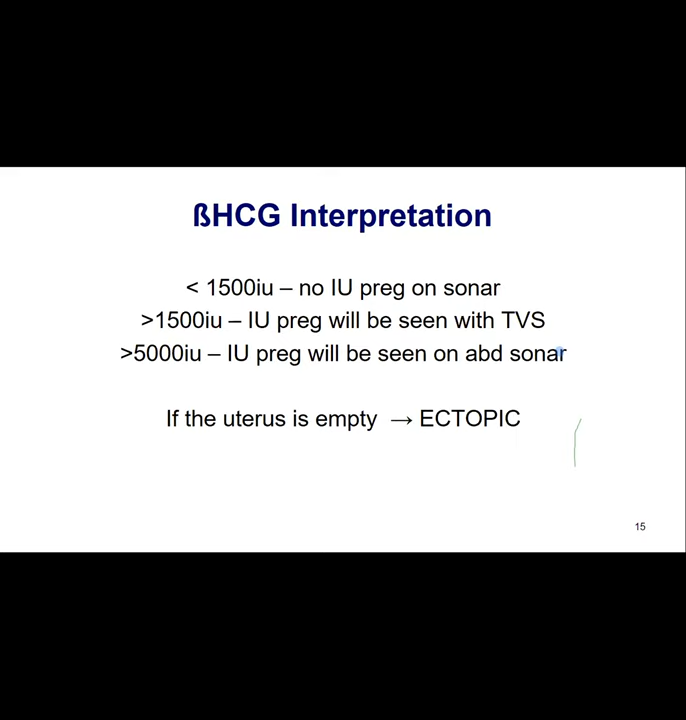 ßHCG Interpretation
< 1500iu – no IU preg on sonar
>1500iu – IU preg will be seen with TVS
>5000iu – IU preg will be seen on abd sonar
If the uterus is empty → ECTOPIC
15